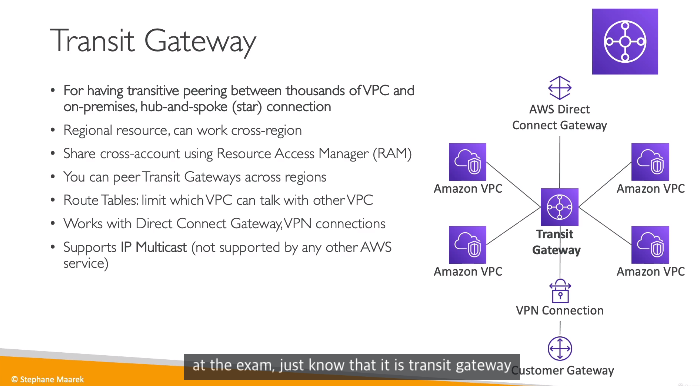 Transit Gateway
• For having transitive peering between thousands of VPC and
on-premises, hub-and-spoke (star) connection
• Regional resource, can work cross-region
• Share cross-account using Resource Access Manager (RAM)
• You can peer Transit Gateways across regions
• Route Tables: limit which VPC can talk with other VPC
• Works with Direct Connect Gateway, VPN connections
• Supports IP Multicast (not supported by any other AWS
service)
AWS Direct
Connect Gateway
Amazon VPC
Amazon VPC
Transit
Gateway
Amazon VPC
Amazon VPC
VPN Connection
Customer Gateway
at the exam, just know that it is transit gateway
© Stephane Maarek